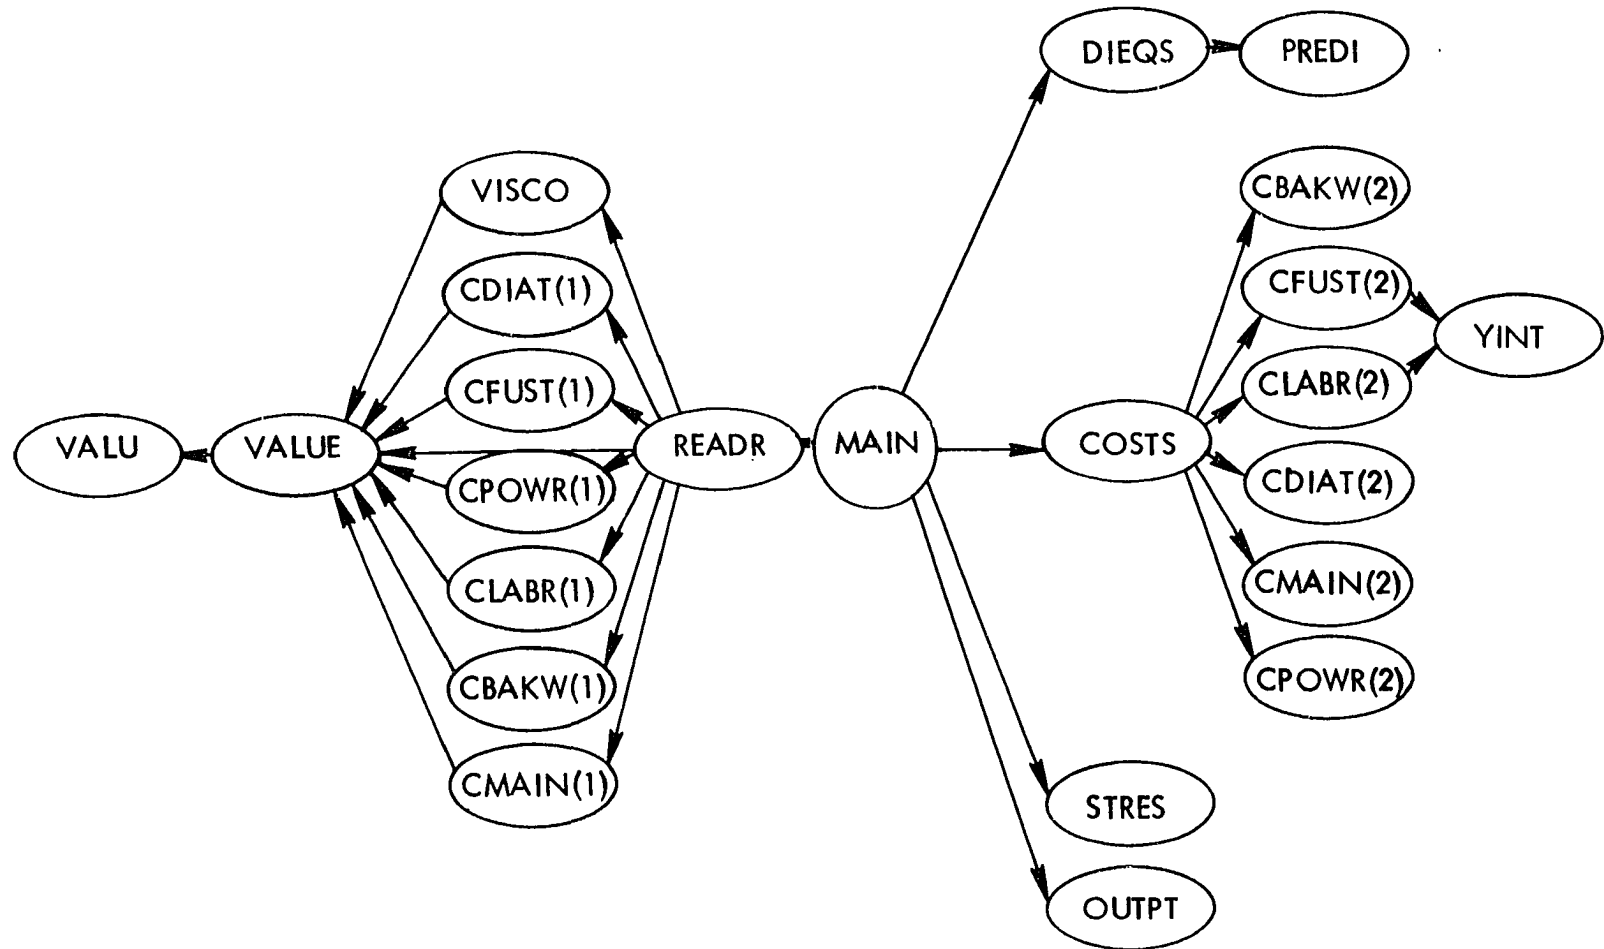 DIEQS
PREDI
VISCO
CBAKW(2)
CDIAT(1)
CFUST(2)
YINT
CFUST(1)
CLABR(2)
VALU
VALUE
READR
MAIN
COSTS
CPOWR(1)
CDIAT(2)
CLABR(1)
CMAIN(2)
CBAKW(1)
CPOWR(2)
CMAIN(1)
STRES
OUTPT